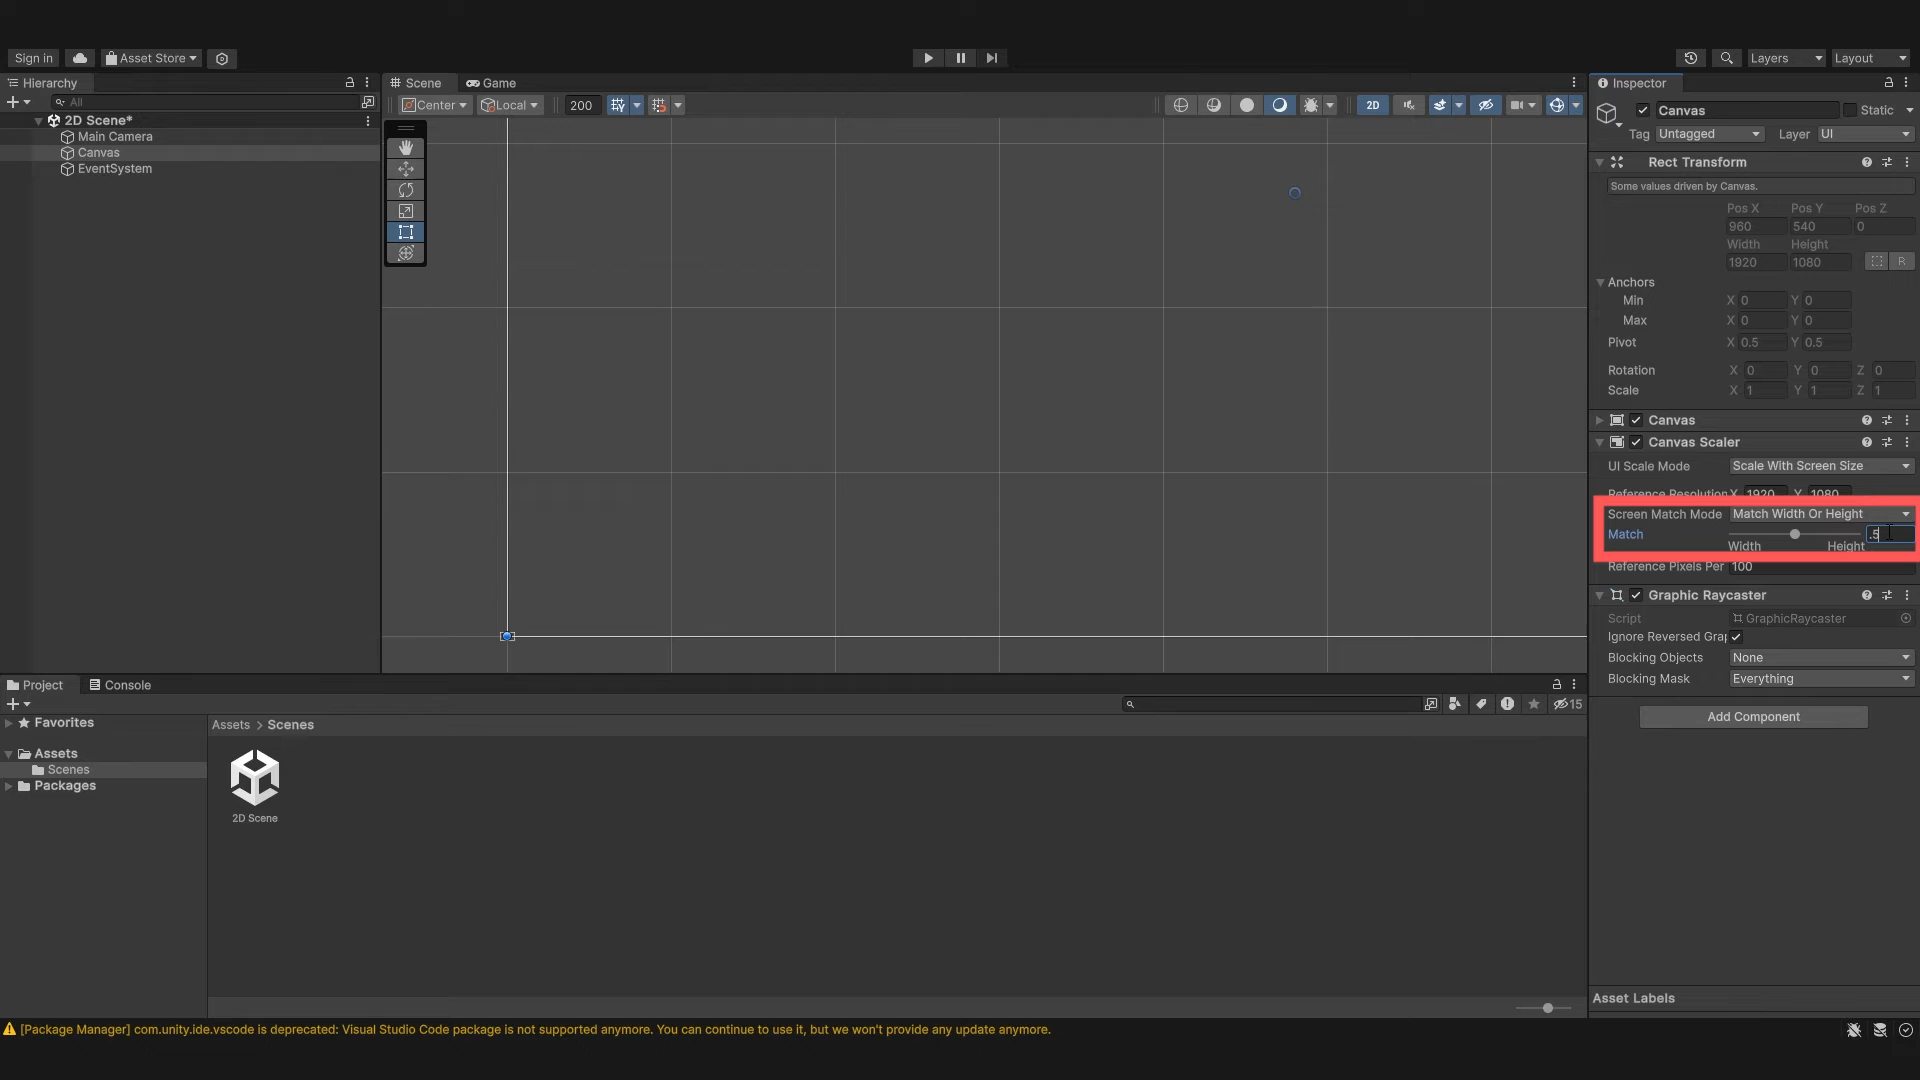 Sign in
Asset Store
Layers
Layout
Hierarchy
All
2D Scene*
Main Camera
Canvas
EventSystem
Scene
Game
Center
Local
200
2D
Inspector
Canvas
Static
Tag Untagged
Layer UI
Rect Transform
Some values driven by Canvas.
Pos X Pos Y Pos Z
960 540 0
Width Height
1920 1080
R
Anchors
Min X 0 Y 0
Max X 0 Y 0
Pivot X 0.5 Y 0.5
Rotation X 0 Y 0 Z 0
Scale X 1 Y 1 Z 1
Canvas
Canvas Scaler
UI Scale Mode Scale With Screen Size
Reference Resolution X 1920 Y 1080
Screen Match Mode Match Width Or Height
Match .5
Width Height
Reference Pixels Per 100
Graphic Raycaster
Script GraphicRaycaster
Ignore Reversed Grap
Blocking Objects None
Blocking Mask Everything
Add Component
Asset Labels
Project
Console
15
Favorites
Assets
Scenes
Packages
Assets > Scenes
2D Scene
[Package Manager] com.unity.ide.vscode is deprecated: Visual Studio Code package is not supported anymore. You can continue to use it, but we won't provide any update anymore.